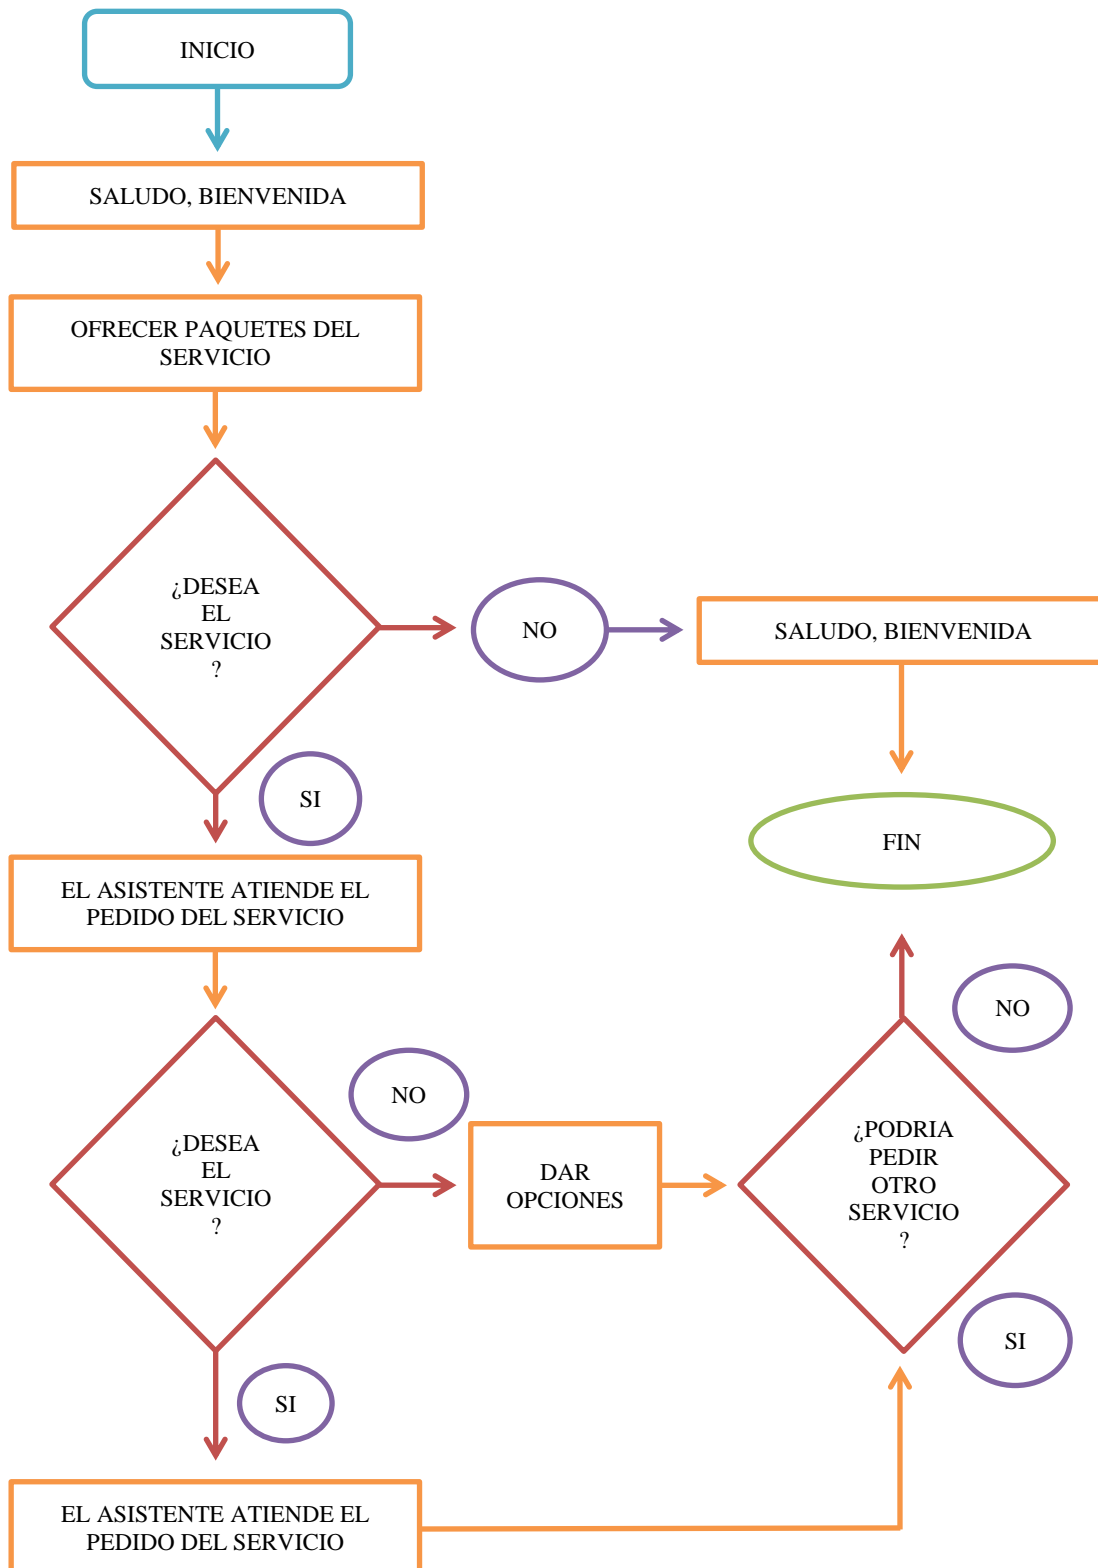 INICIO
SALUDO, BIENVENIDA
OFRECER PAQUETES DEL
SERVICIO
¿DESEA
EL
SERVICIO
?
NO
SALUDO, BIENVENIDA
SI
FIN
EL ASISTENTE ATIENDE EL
PEDIDO DEL SERVICIO
NO
¿DESEA
EL
SERVICIO
?
NO
DAR
OPCIONES
¿PODRIA
PEDIR
OTRO
SERVICIO
?
SI
SI
EL ASISTENTE ATIENDE EL
PEDIDO DEL SERVICIO